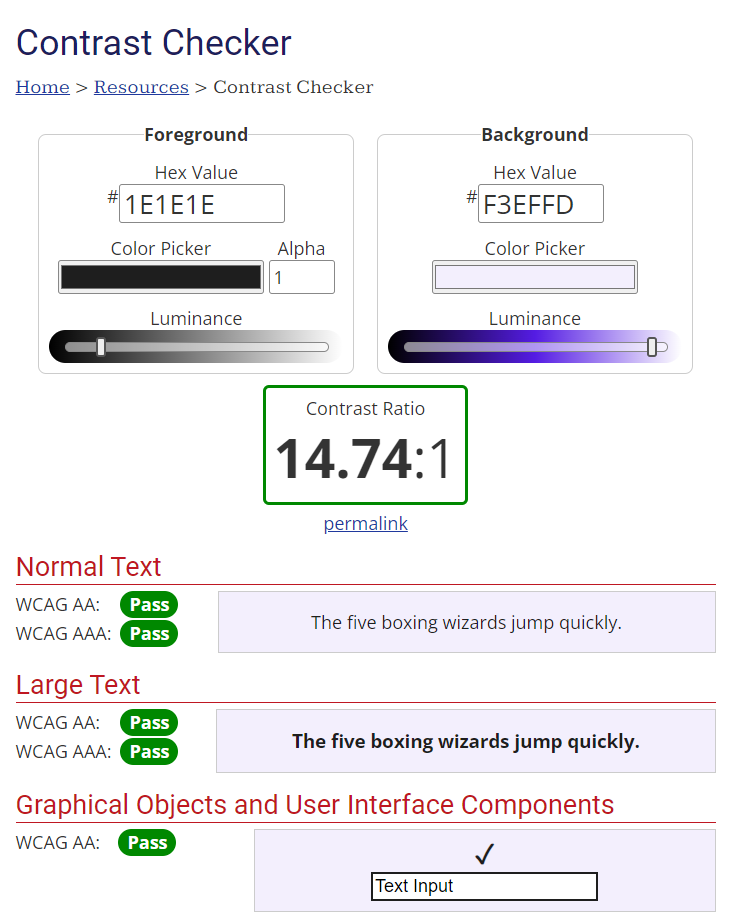 Contrast Checker
Home > Resources > Contrast Checker
Foreground
Hex Value
#1E1E1E
Color Picker Alpha
1
Luminance
Background
Hex Value
#F3EFFD
Color Picker
Luminance
Contrast Ratio
14.74:1
permalink
Normal Text
WCAG AA: Pass
WCAG AAA: Pass
The five boxing wizards jump quickly.
Large Text
WCAG AA: Pass
WCAG AAA: Pass
The five boxing wizards jump quickly.
Graphical Objects and User Interface Components
WCAG AA: Pass
✓
Text Input